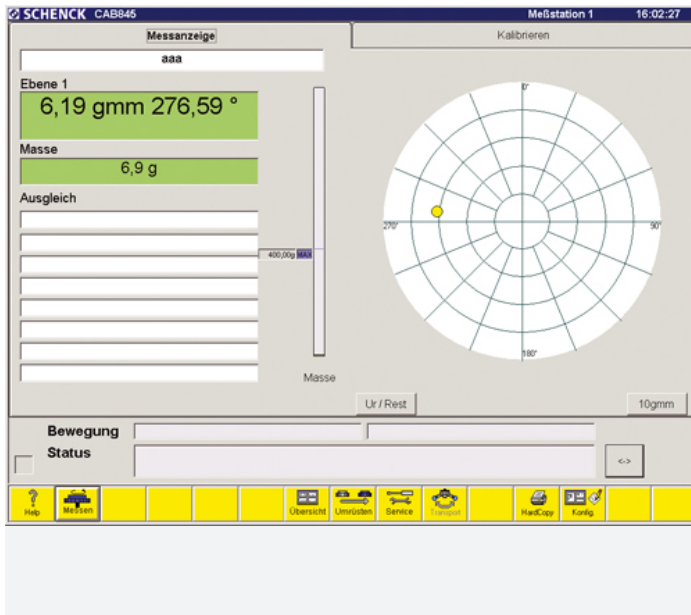 SCHENCK CAB845 Meßstation 1 16:02:27
Messanzeige
Kalibrieren
aaa
Ebene 1
6,19 gmm 276,59 °
Masse
6,9 g
Ausgleich
400,00g MAX
Masse
0°
90°
180°
270°
Ur / Rest
10gmm
Bewegung
Status
<->
Help
Messen
Übersicht
Umrüsten
Service
Transport
HardCopy
Konfig.